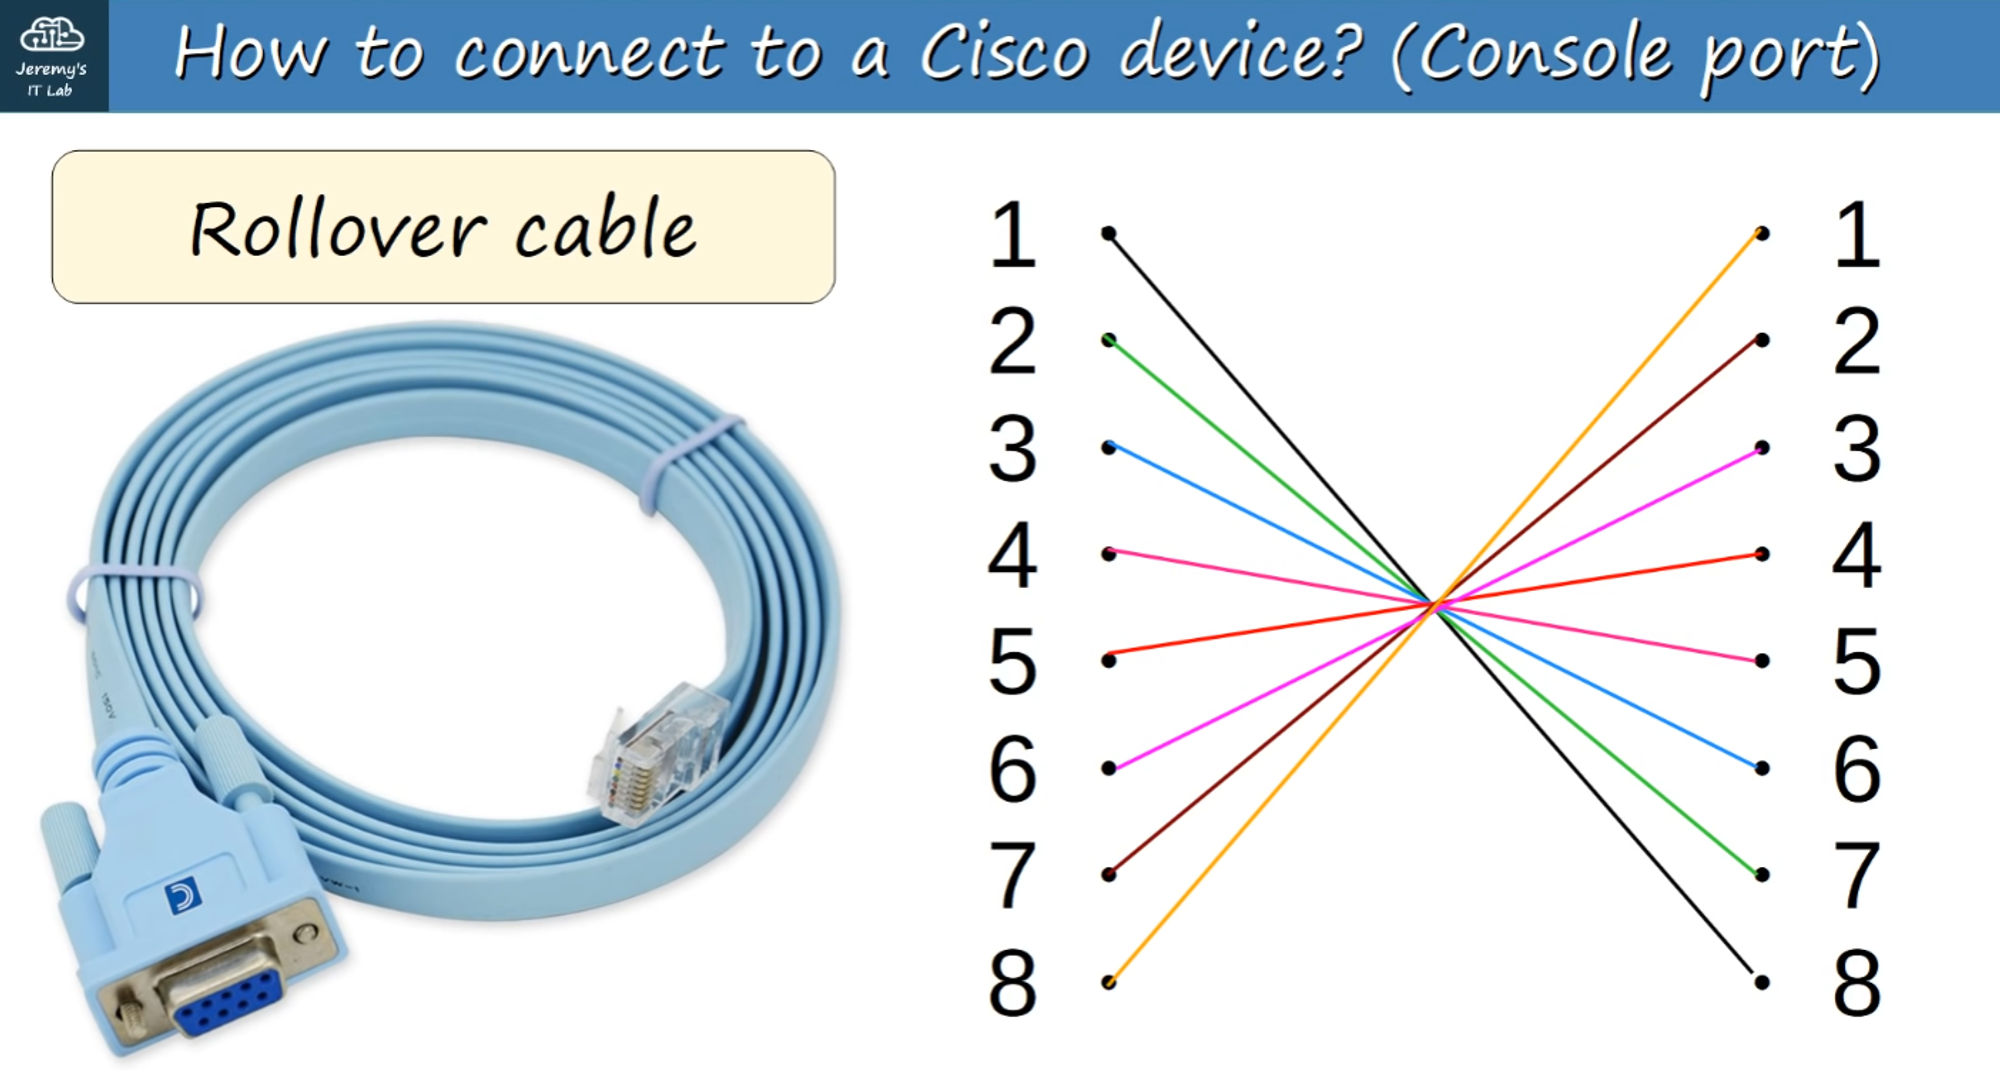 Jeremy's
IT Lab
How to connect to a Cisco device? (Console port)
Rollover cable
1 1
2 2
3 3
4 4
5 5
6 6
7 7
8 8